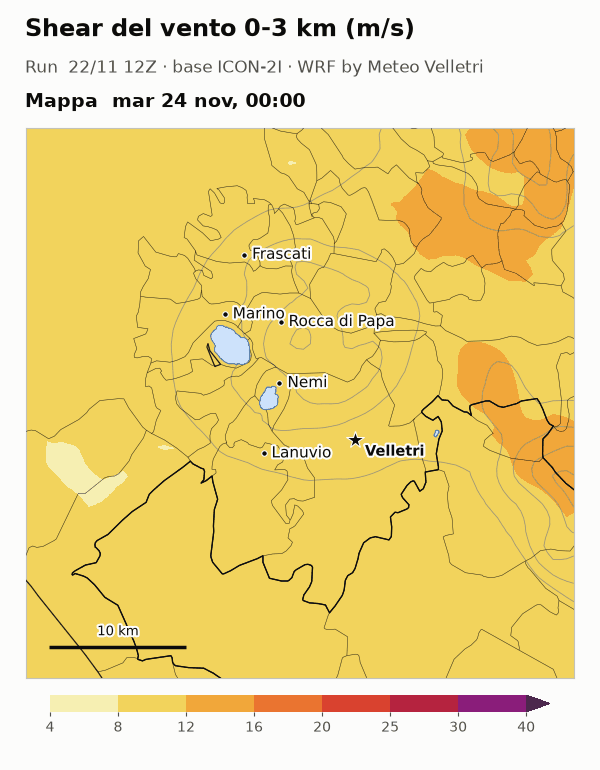 Shear del vento 0-3 km (m/s)
Run  22/11 12Z · base ICON-2I · WRF by Meteo Velletri
Mappa  mar 24 nov, 00:00
Frascati
Marino
Rocca di Papa
Nemi
Velletri
Lanuvio
10 km
4 8 12 16 20 25 30 40